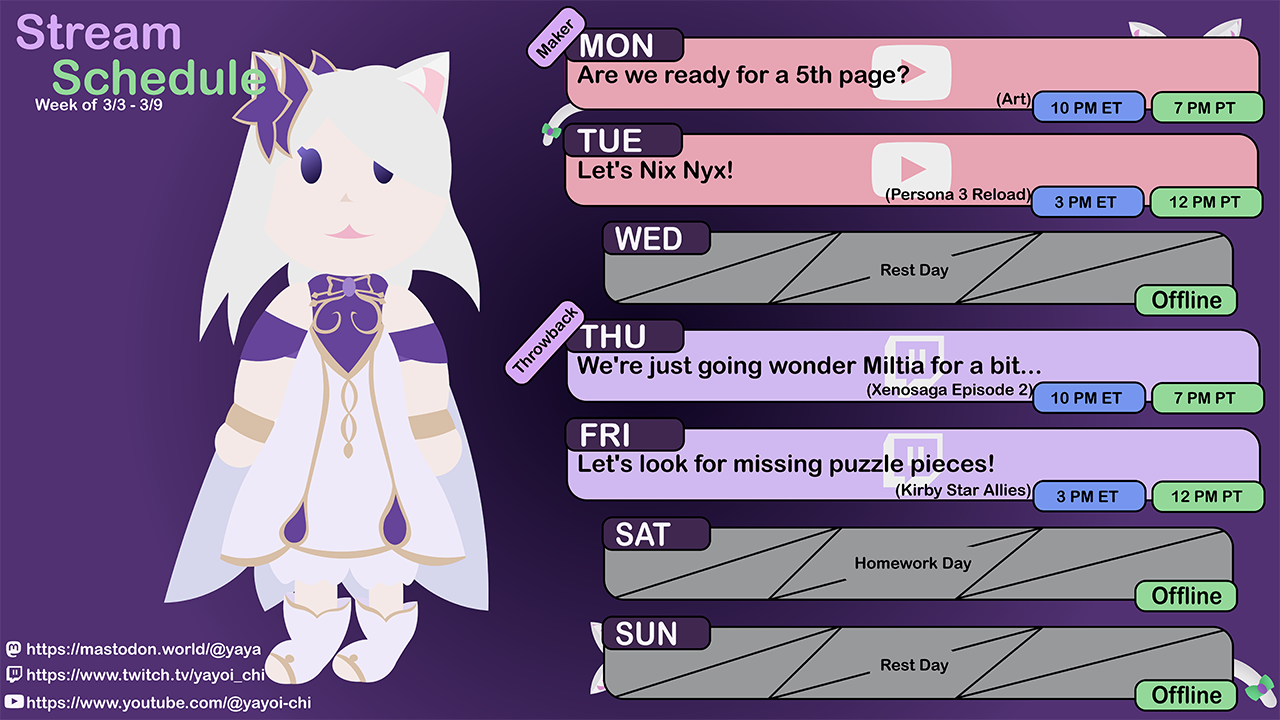 Stream
Schedule
Week of 3/3 - 3/9
Maker
MON
Are we ready for a 5th page?
(Art)
10 PM ET
7 PM PT
TUE
Let's Nix Nyx!
(Persona 3 Reload)
3 PM ET
12 PM PT
WED
Rest Day
Offline
Throwback
THU
We're just going wonder Miltia for a bit...
(Xenosaga Episode 2)
10 PM ET
7 PM PT
FRI
Let's look for missing puzzle pieces!
(Kirby Star Allies)
3 PM ET
12 PM PT
SAT
Homework Day
Offline
SUN
Rest Day
Offline
https://mastodon.world/@yaya
https://www.twitch.tv/yayoi_chi
https://www.youtube.com/@yayoi-chi